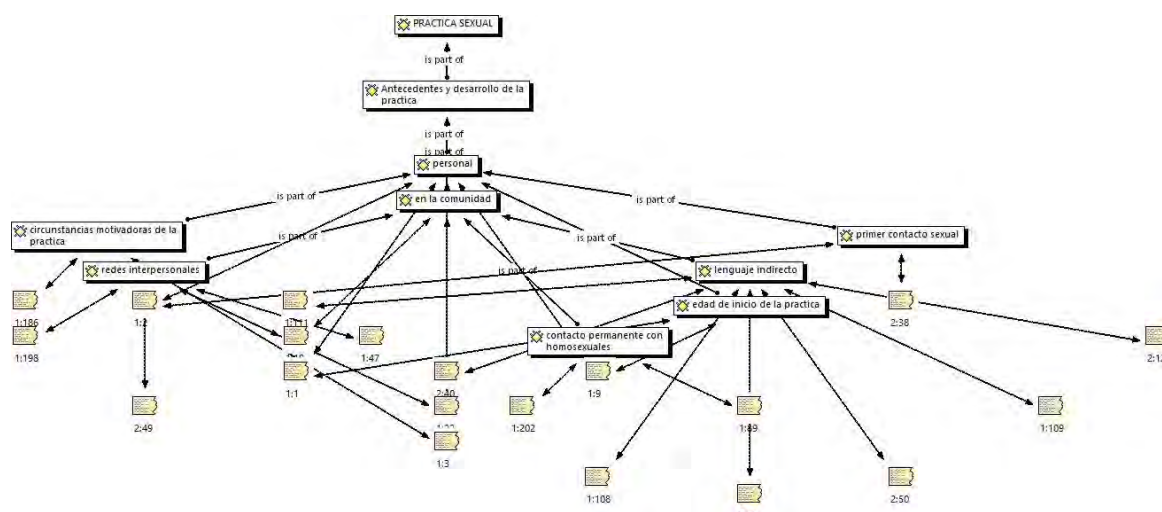 PRACTICA SEXUAL
is part of
Antecedentes y desarrollo de la
practica
is part of
is part of
personal
is part of
is part of
en la comunidad
circunstancias motivadoras de la
practica
primer contacto sexual
is part of
is part of
redes interpersonales
is part of
lenguaje indirecto
edad de inicio de la practica
1:186
1:2
1:111
2:38
contacto permanente con
homosexuales
1:198
1:47
2:12
1:1
2:40
1:9
2:49
1:202
1:89
1:109
1:3
1:108
2:50